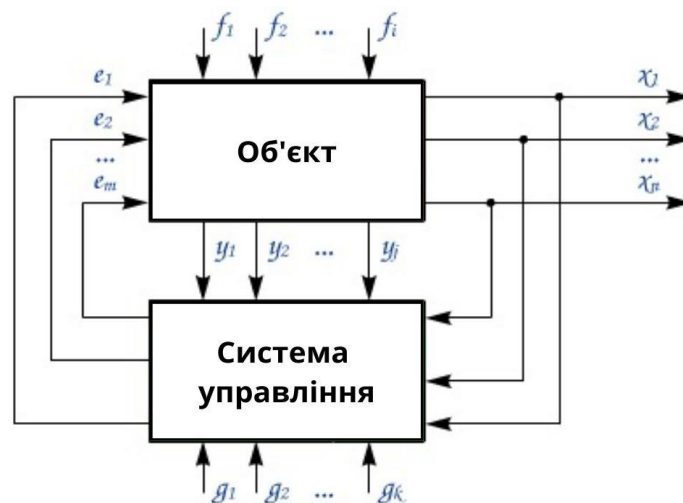 f1 f2 ... fi
e1
x1
e2
x2
...
...
em
xn
Об'єкт
y1 y2 ... yj
Система
управління
g1 g2 ... gk